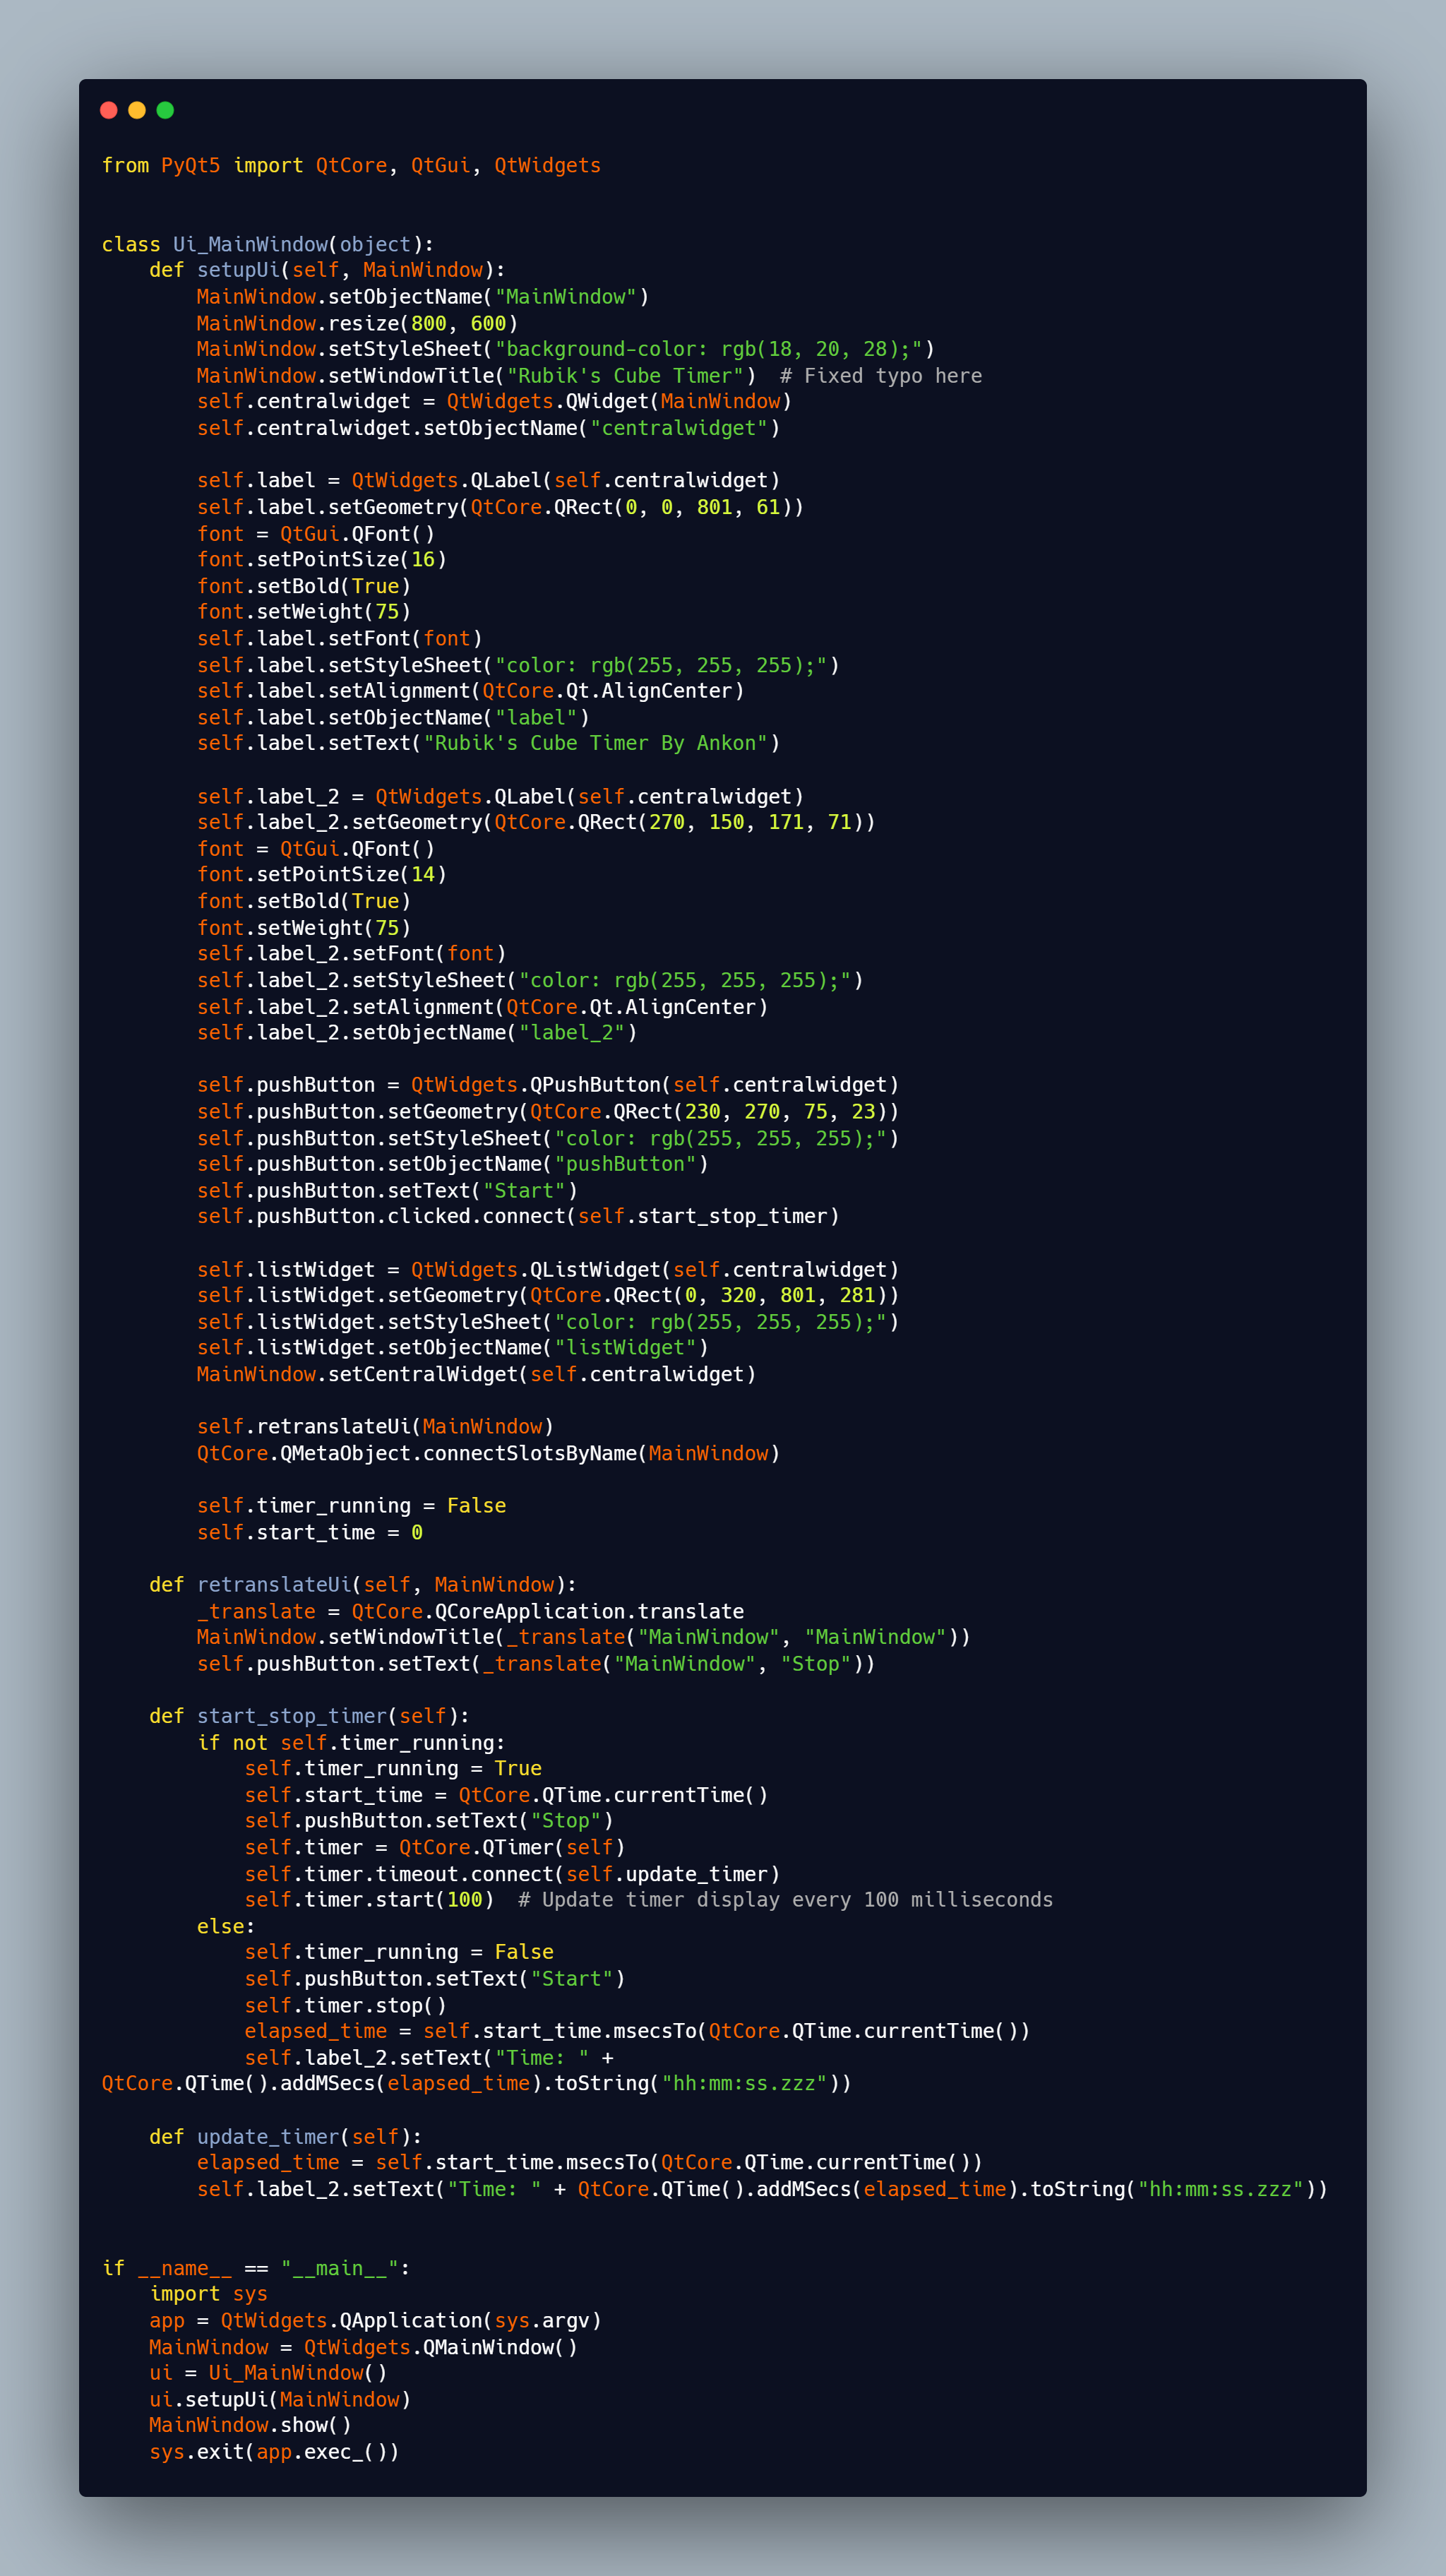 from PyQt5 import QtCore, QtGui, QtWidgets


class Ui_MainWindow(object):
    def setupUi(self, MainWindow):
        MainWindow.setObjectName("MainWindow")
        MainWindow.resize(800, 600)
        MainWindow.setStyleSheet("background-color: rgb(18, 20, 28);")
        MainWindow.setWindowTitle("Rubik's Cube Timer")  # Fixed typo here
        self.centralwidget = QtWidgets.QWidget(MainWindow)
        self.centralwidget.setObjectName("centralwidget")

        self.label = QtWidgets.QLabel(self.centralwidget)
        self.label.setGeometry(QtCore.QRect(0, 0, 801, 61))
        font = QtGui.QFont()
        font.setPointSize(16)
        font.setBold(True)
        font.setWeight(75)
        self.label.setFont(font)
        self.label.setStyleSheet("color: rgb(255, 255, 255);")
        self.label.setAlignment(QtCore.Qt.AlignCenter)
        self.label.setObjectName("label")
        self.label.setText("Rubik's Cube Timer By Ankon")

        self.label_2 = QtWidgets.QLabel(self.centralwidget)
        self.label_2.setGeometry(QtCore.QRect(270, 150, 171, 71))
        font = QtGui.QFont()
        font.setPointSize(14)
        font.setBold(True)
        font.setWeight(75)
        self.label_2.setFont(font)
        self.label_2.setStyleSheet("color: rgb(255, 255, 255);")
        self.label_2.setAlignment(QtCore.Qt.AlignCenter)
        self.label_2.setObjectName("label_2")

        self.pushButton = QtWidgets.QPushButton(self.centralwidget)
        self.pushButton.setGeometry(QtCore.QRect(230, 270, 75, 23))
        self.pushButton.setStyleSheet("color: rgb(255, 255, 255);")
        self.pushButton.setObjectName("pushButton")
        self.pushButton.setText("Start")
        self.pushButton.clicked.connect(self.start_stop_timer)

        self.listWidget = QtWidgets.QListWidget(self.centralwidget)
        self.listWidget.setGeometry(QtCore.QRect(0, 320, 801, 281))
        self.listWidget.setStyleSheet("color: rgb(255, 255, 255);")
        self.listWidget.setObjectName("listWidget")
        MainWindow.setCentralWidget(self.centralwidget)

        self.retranslateUi(MainWindow)
        QtCore.QMetaObject.connectSlotsByName(MainWindow)

        self.timer_running = False
        self.start_time = 0

    def retranslateUi(self, MainWindow):
        _translate = QtCore.QCoreApplication.translate
        MainWindow.setWindowTitle(_translate("MainWindow", "MainWindow"))
        self.pushButton.setText(_translate("MainWindow", "Stop"))

    def start_stop_timer(self):
        if not self.timer_running:
            self.timer_running = True
            self.start_time = QtCore.QTime.currentTime()
            self.pushButton.setText("Stop")
            self.timer = QtCore.QTimer(self)
            self.timer.timeout.connect(self.update_timer)
            self.timer.start(100)  # Update timer display every 100 milliseconds
        else:
            self.timer_running = False
            self.pushButton.setText("Start")
            self.timer.stop()
            elapsed_time = self.start_time.msecsTo(QtCore.QTime.currentTime())
            self.label_2.setText("Time: " +
QtCore.QTime().addMSecs(elapsed_time).toString("hh:mm:ss.zzz"))

    def update_timer(self):
        elapsed_time = self.start_time.msecsTo(QtCore.QTime.currentTime())
        self.label_2.setText("Time: " + QtCore.QTime().addMSecs(elapsed_time).toString("hh:mm:ss.zzz"))


if __name__ == "__main__":
    import sys
    app = QtWidgets.QApplication(sys.argv)
    MainWindow = QtWidgets.QMainWindow()
    ui = Ui_MainWindow()
    ui.setupUi(MainWindow)
    MainWindow.show()
    sys.exit(app.exec_())